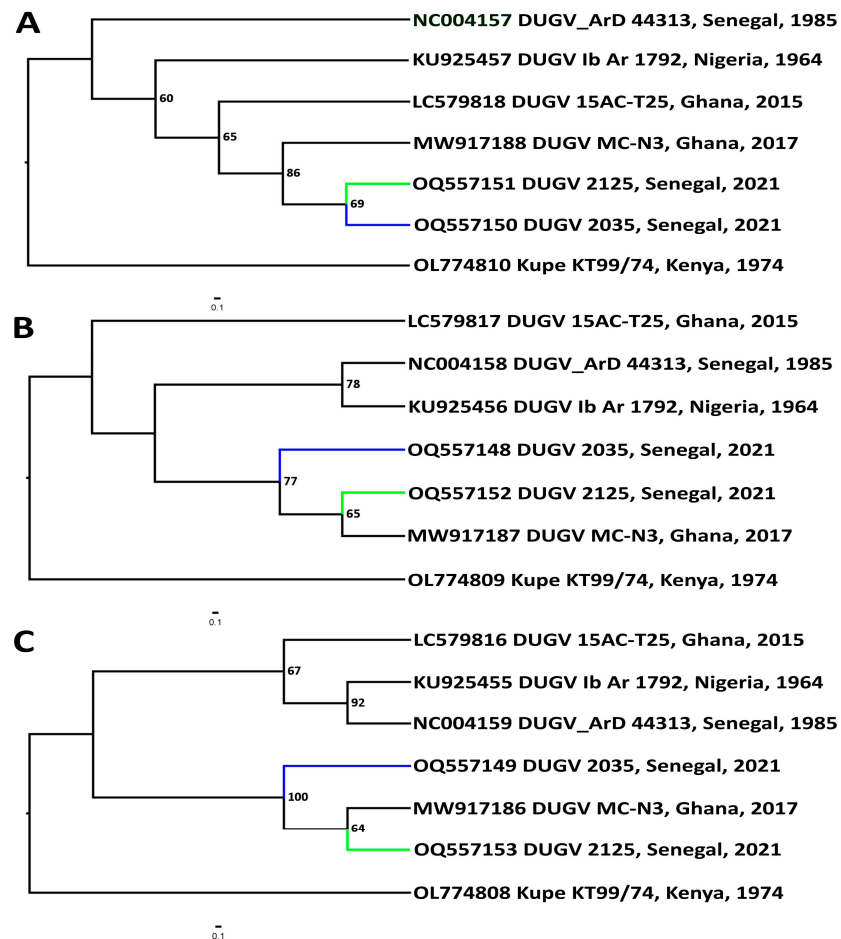 A
NC004157 DUGV_ArD 44313, Senegal, 1985
KU925457 DUGV Ib Ar 1792, Nigeria, 1964
60
LC579818 DUGV 15AC-T25, Ghana, 2015
65
MW917188 DUGV MC-N3, Ghana, 2017
86
OQ557151 DUGV 2125, Senegal, 2021
69
OQ557150 DUGV 2035, Senegal, 2021
OL774810 Kupe KT99/74, Kenya, 1974
0.1
B
LC579817 DUGV 15AC-T25, Ghana, 2015
NC004158 DUGV_ArD 44313, Senegal, 1985
78
KU925456 DUGV Ib Ar 1792, Nigeria, 1964
OQ557148 DUGV 2035, Senegal, 2021
77
OQ557152 DUGV 2125, Senegal, 2021
65
MW917187 DUGV MC-N3, Ghana, 2017
OL774809 Kupe KT99/74, Kenya, 1974
0.1
C
LC579816 DUGV 15AC-T25, Ghana, 2015
67
KU925455 DUGV Ib Ar 1792, Nigeria, 1964
92
NC004159 DUGV_ArD 44313, Senegal, 1985
OQ557149 DUGV 2035, Senegal, 2021
100
MW917186 DUGV MC-N3, Ghana, 2017
64
OQ557153 DUGV 2125, Senegal, 2021
OL774808 Kupe KT99/74, Kenya, 1974
0.1